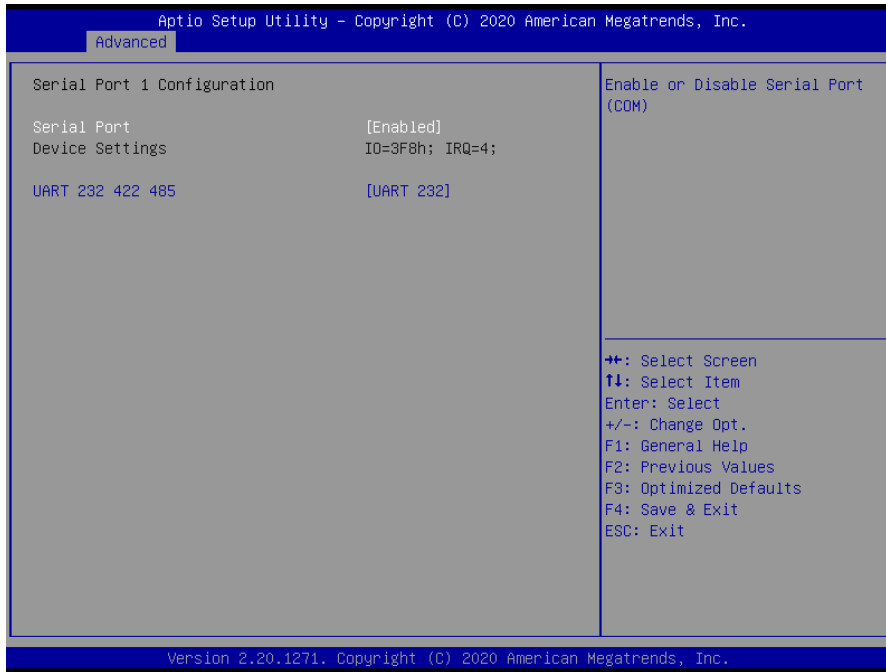 Aptio Setup Utility – Copyright (C) 2020 American Megatrends, Inc.
Advanced
Serial Port 1 Configuration
Serial Port [Enabled]
Device Settings IO=3F8h; IRQ=4;
UART 232 422 485 [UART 232]
Enable or Disable Serial Port
(COM)
→←: Select Screen
↑↓: Select Item
Enter: Select
+/-: Change Opt.
F1: General Help
F2: Previous Values
F3: Optimized Defaults
F4: Save & Exit
ESC: Exit
Version 2.20.1271. Copyright (C) 2020 American Megatrends, Inc.